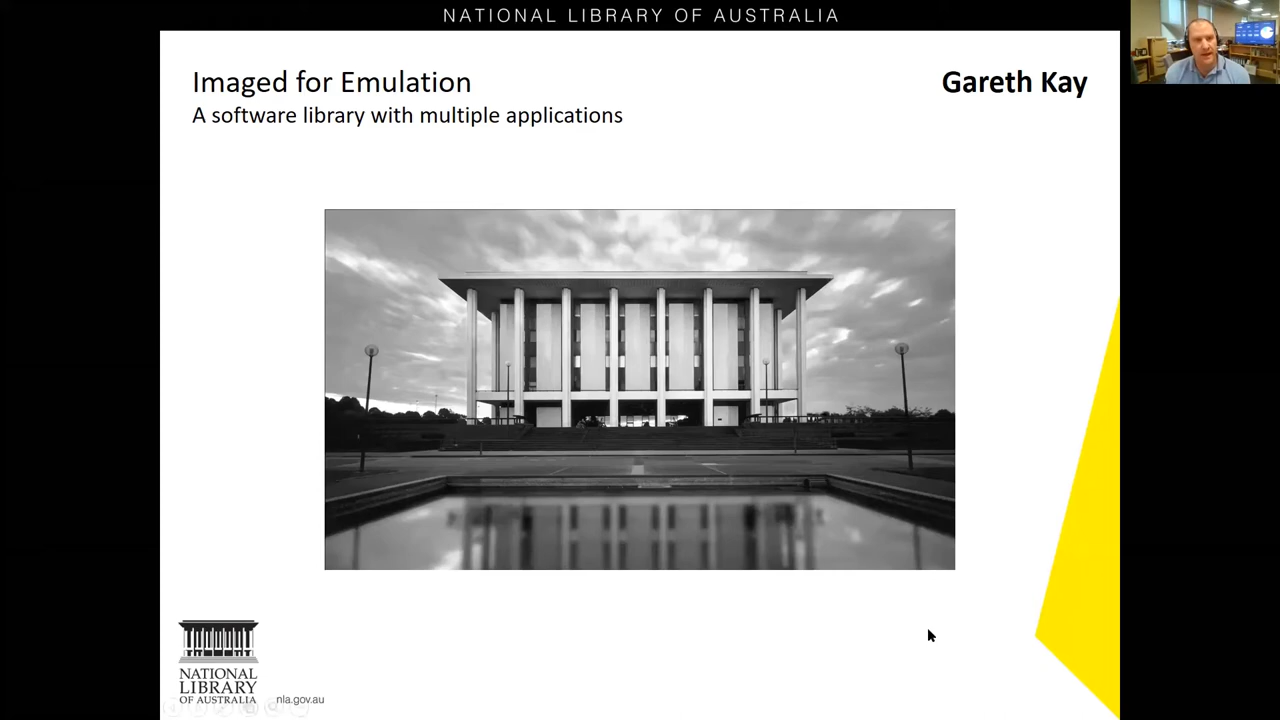 NATIONAL LIBRARY OF AUSTRALIA
Imaged for Emulation
A software library with multiple applications
Gareth Kay
NATIONAL
LIBRARY
OF AUSTRALIA
nla.gov.au